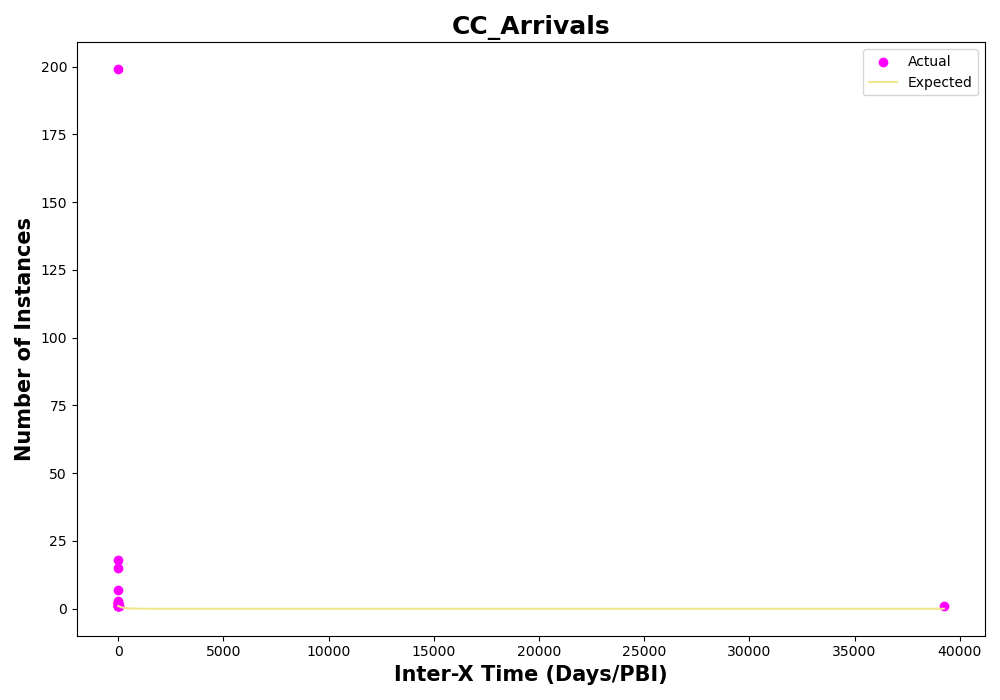 CC_Arrivals
Actual
Expected
Number of Instances
200
175
150
125
100
75
50
25
0
0 5000 10000 15000 20000 25000 30000 35000 40000
Inter-X Time (Days/PBI)